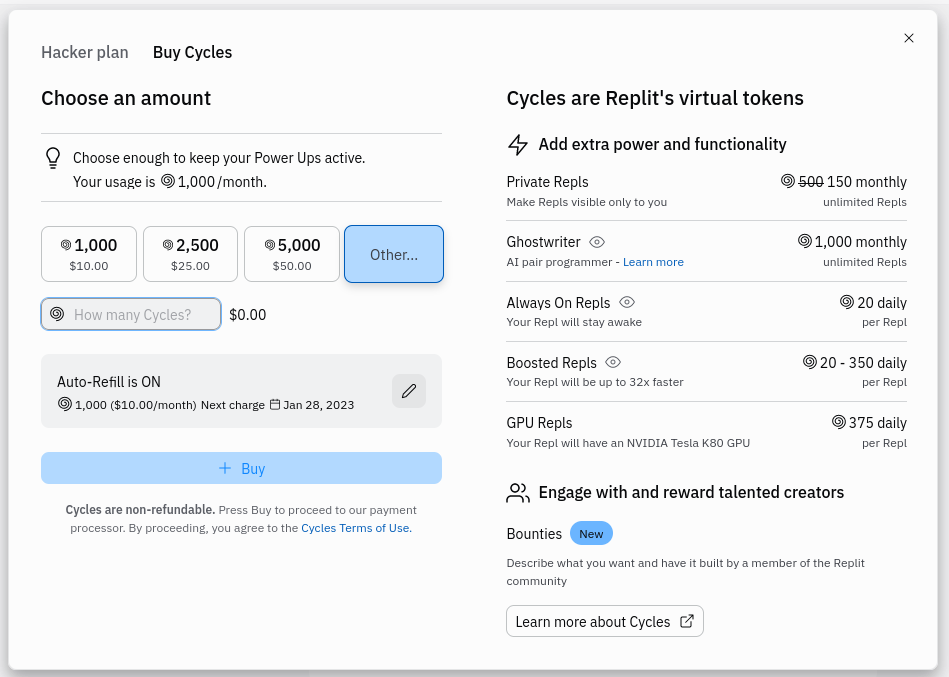 Hacker plan Buy Cycles
Choose an amount
Choose enough to keep your Power Ups active.
Your usage is 1,000/month.
1,000 2,500 5,000 Other...
$10.00 $25.00 $50.00
How many Cycles? $0.00
Auto-Refill is ON
1,000 ($10.00/month) Next charge Jan 28, 2023
Buy
Cycles are non-refundable. Press Buy to proceed to our payment
processor. By proceeding, you agree to the Cycles Terms of Use.
Cycles are Replit's virtual tokens
Add extra power and functionality
Private Repls 500 150 monthly
Make Repls visible only to you unlimited Repls
Ghostwriter 1,000 monthly
AI pair programmer - Learn more unlimited Repls
Always On Repls 20 daily
Your Repl will stay awake per Repl
Boosted Repls 20 - 350 daily
Your Repl will be up to 32x faster per Repl
GPU Repls 375 daily
Your Repl will have an NVIDIA Tesla K80 GPU per Repl
Engage with and reward talented creators
Bounties New
Describe what you want and have it built by a member of the Replit
community
Learn more about Cycles